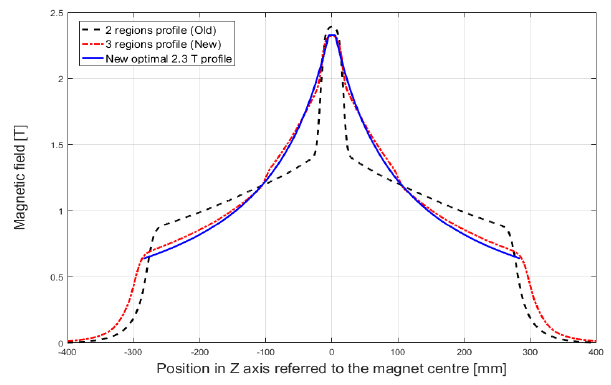 2.5
2 regions profile (Old)
3 regions profile (New)
New optimal 2.3 T profile
2
1.5
1
0.5
0
Magnetic field [T]
-400 -300 -200 -100 0 100 200 300 400
Position in Z axis referred to the magnet centre [mm]